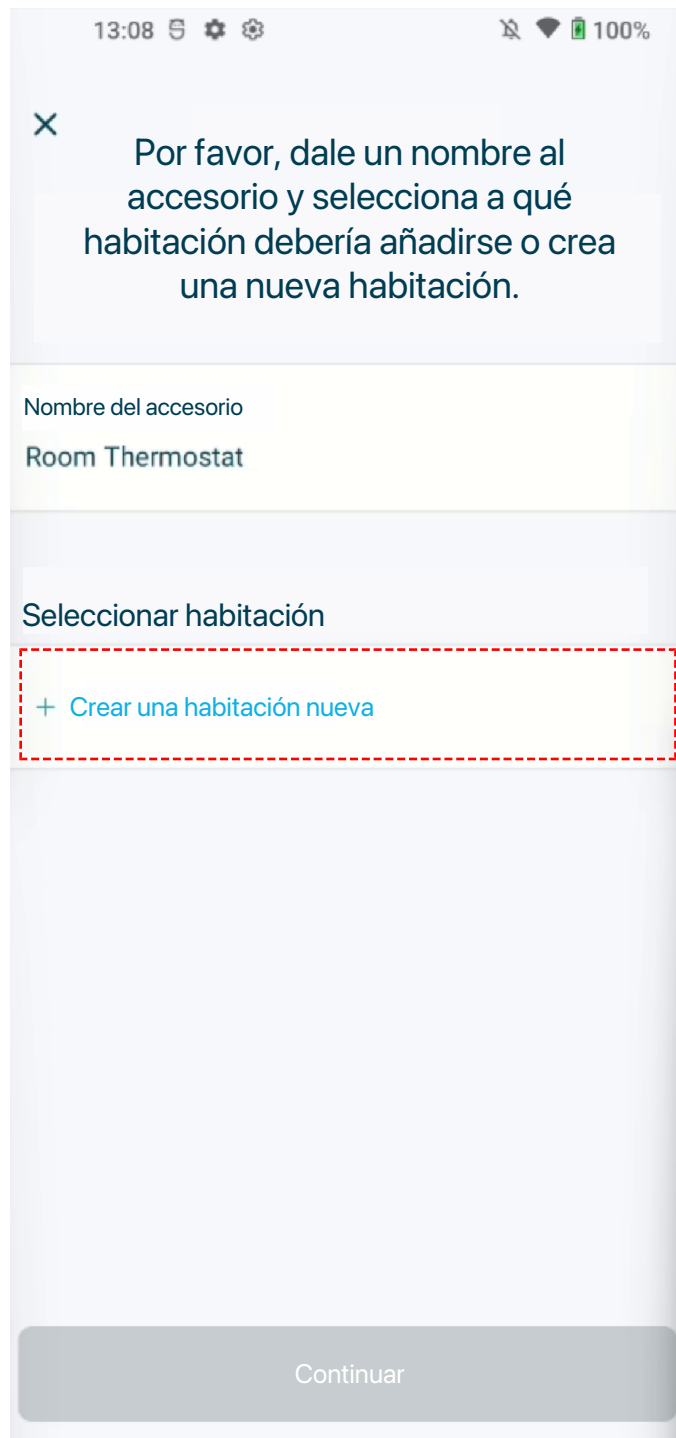 13:08 100%
Por favor, dale un nombre al
accesorio y selecciona a qué
habitación debería añadirse o crea
una nueva habitación.
Nombre del accesorio
Room Thermostat
Seleccionar habitación
+ Crear una habitación nueva
Continuar